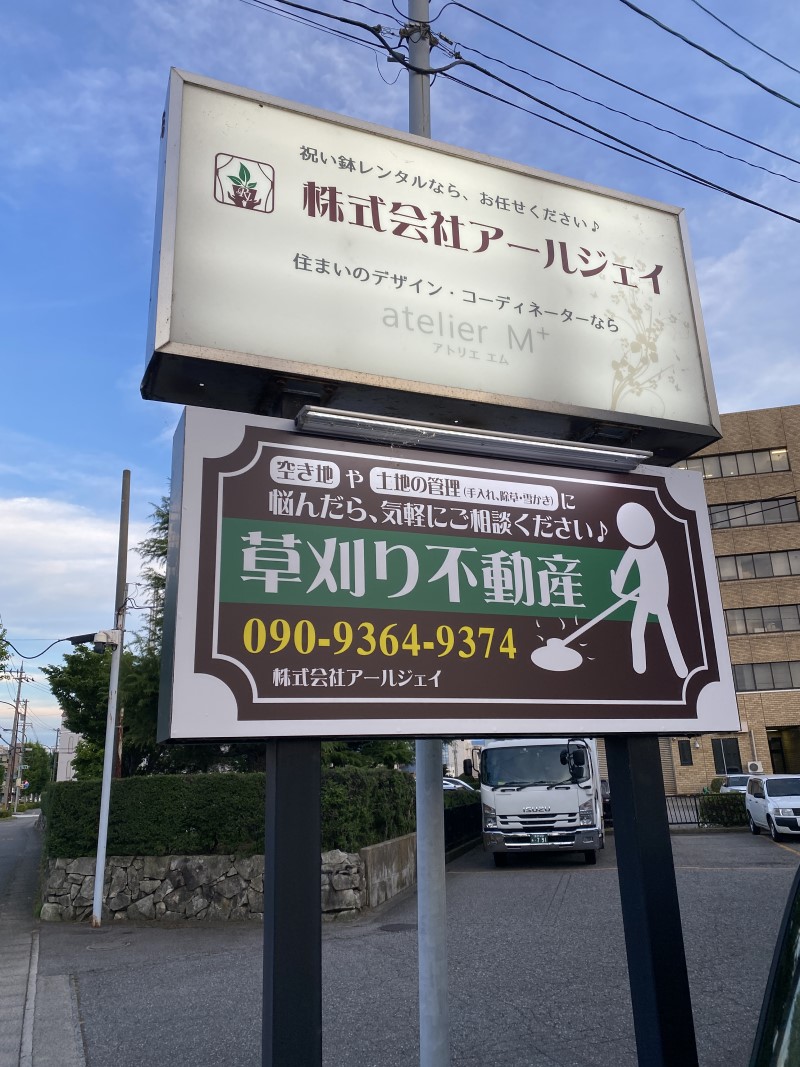 祝い鉢レンタルなら、お任せください♪
株式会社アールジェイ
住まいのデザイン・コーディネーターなら
atelier M+
アトリエ エム
空き地 や 土地の管理(手入れ、除草・雪かき) に
悩んだら、気軽にご相談ください♪
草刈り不動産
090-9364-9374
株式会社アールジェイ
ISUZU